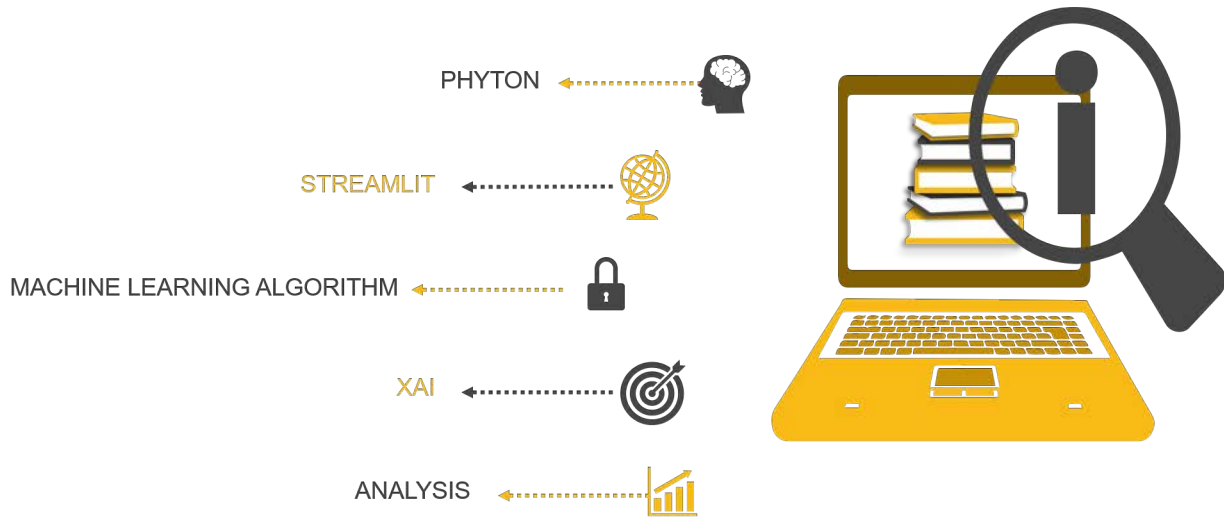 PHYTON
STREAMLIT
MACHINE LEARNING ALGORITHM
XAI
ANALYSIS